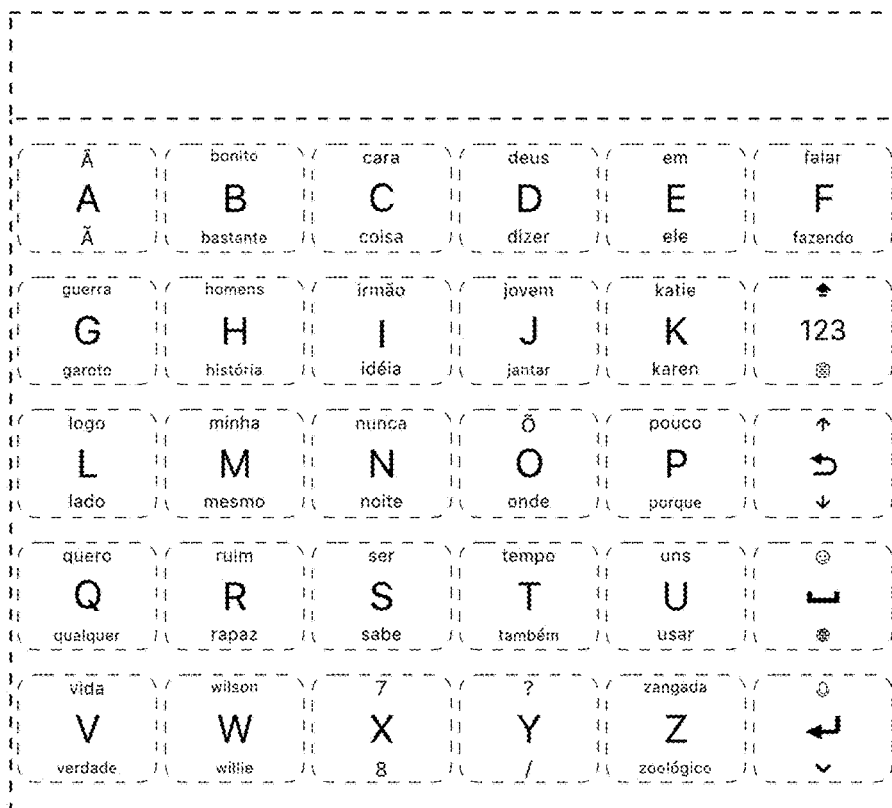 Â bonito cara deus em falar
A B C D E F
Ã bastante coisa dizer ele fazendo
guerra homens irmão jovem katie
G H I J K 123
garoto história idéia jantar karen
logo minha nunca Õ pouco
L M N O P
lado mesmo noite onde porque
quero ruim ser tempo uns
Q R S T U
qualquer rapaz sabe também usar
vida wilson 7 ? zangada
V W X Y Z
verdade willie 8 / zoológico